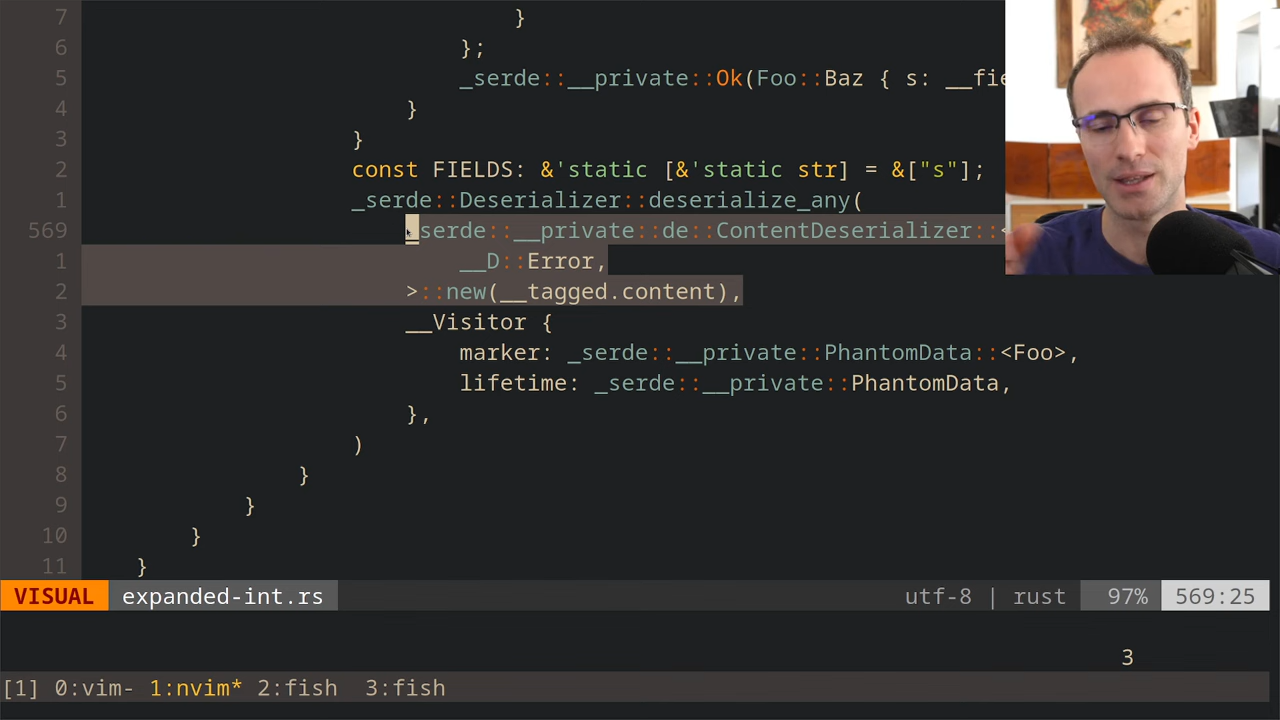 7 }
6 };
5 _serde::__private::Ok(Foo::Baz { s: __fie
4 }
3 }
2 const FIELDS: &'static [&'static str] = &["s"];
1 _serde::Deserializer::deserialize_any(
569 _serde::__private::de::ContentDeserializer::<
1 __D::Error,
2 >::new(__tagged.content),
3 __Visitor {
4 marker: _serde::__private::PhantomData::<Foo>,
5 lifetime: _serde::__private::PhantomData,
6 },
7 )
8 }
9 }
10 }
11 }
VISUAL expanded-int.rs utf-8 | rust 97% 569:25
3
[1] 0:vim- 1:nvim* 2:fish 3:fish